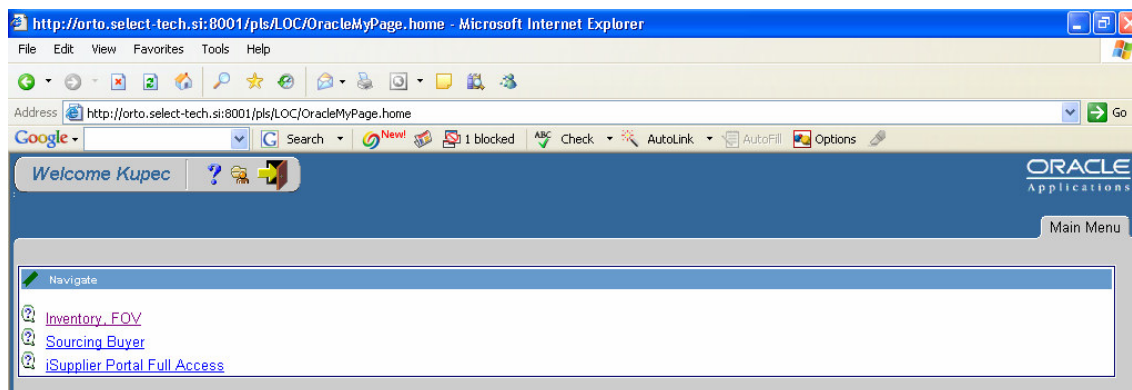 http://orto.select-tech.si:8001/pls/LOC/OracleMyPage.home - Microsoft Internet Explorer
File Edit View Favorites Tools Help
Address http://orto.select-tech.si:8001/pls/LOC/OracleMyPage.home Go
Google Search New! 1 blocked ABC Check AutoLink AutoFill Options
Welcome Kupec ORACLE
Applications
Main Menu
Navigate
Inventory, FOV
Sourcing Buyer
iSupplier Portal Full Access